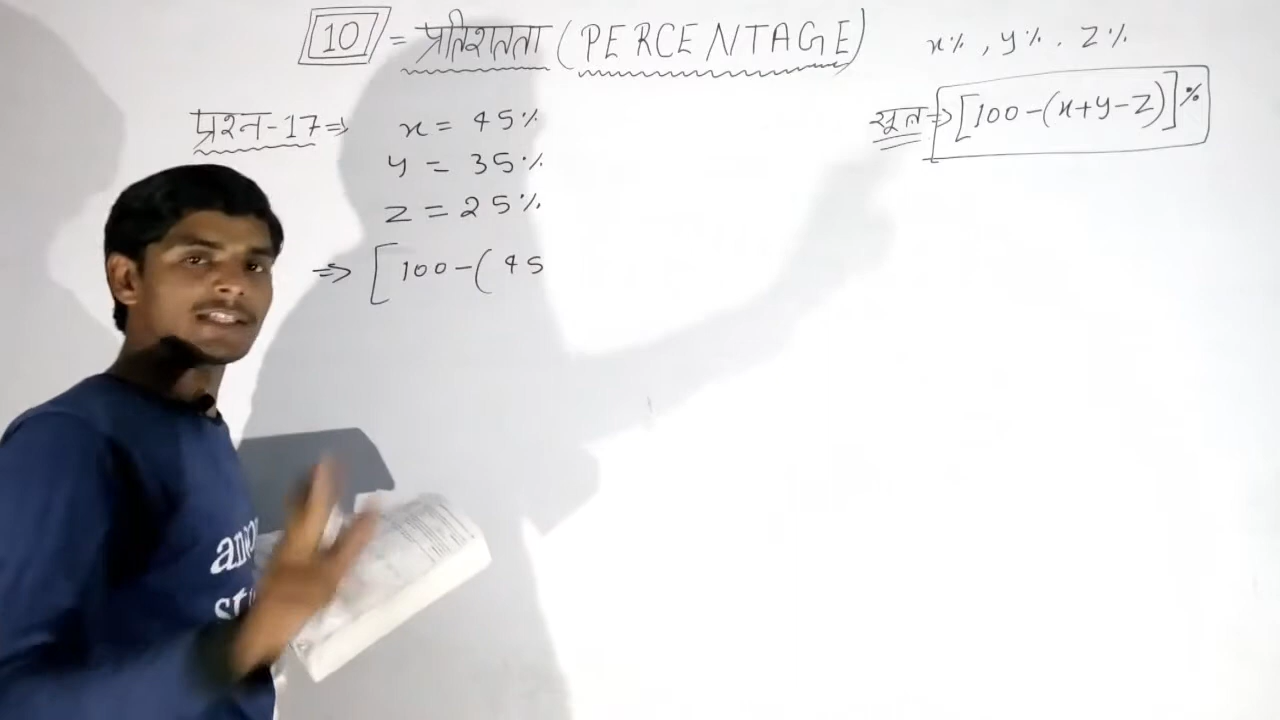 10 = प्रतिशतता (PERCENTAGE)
x%, y%. z%
सूत्र ⇒ [100-(x+y-z)]%
प्रश्न-17 ⇒ x = 45%
y = 35%
z = 25%
⇒ [100-( 45